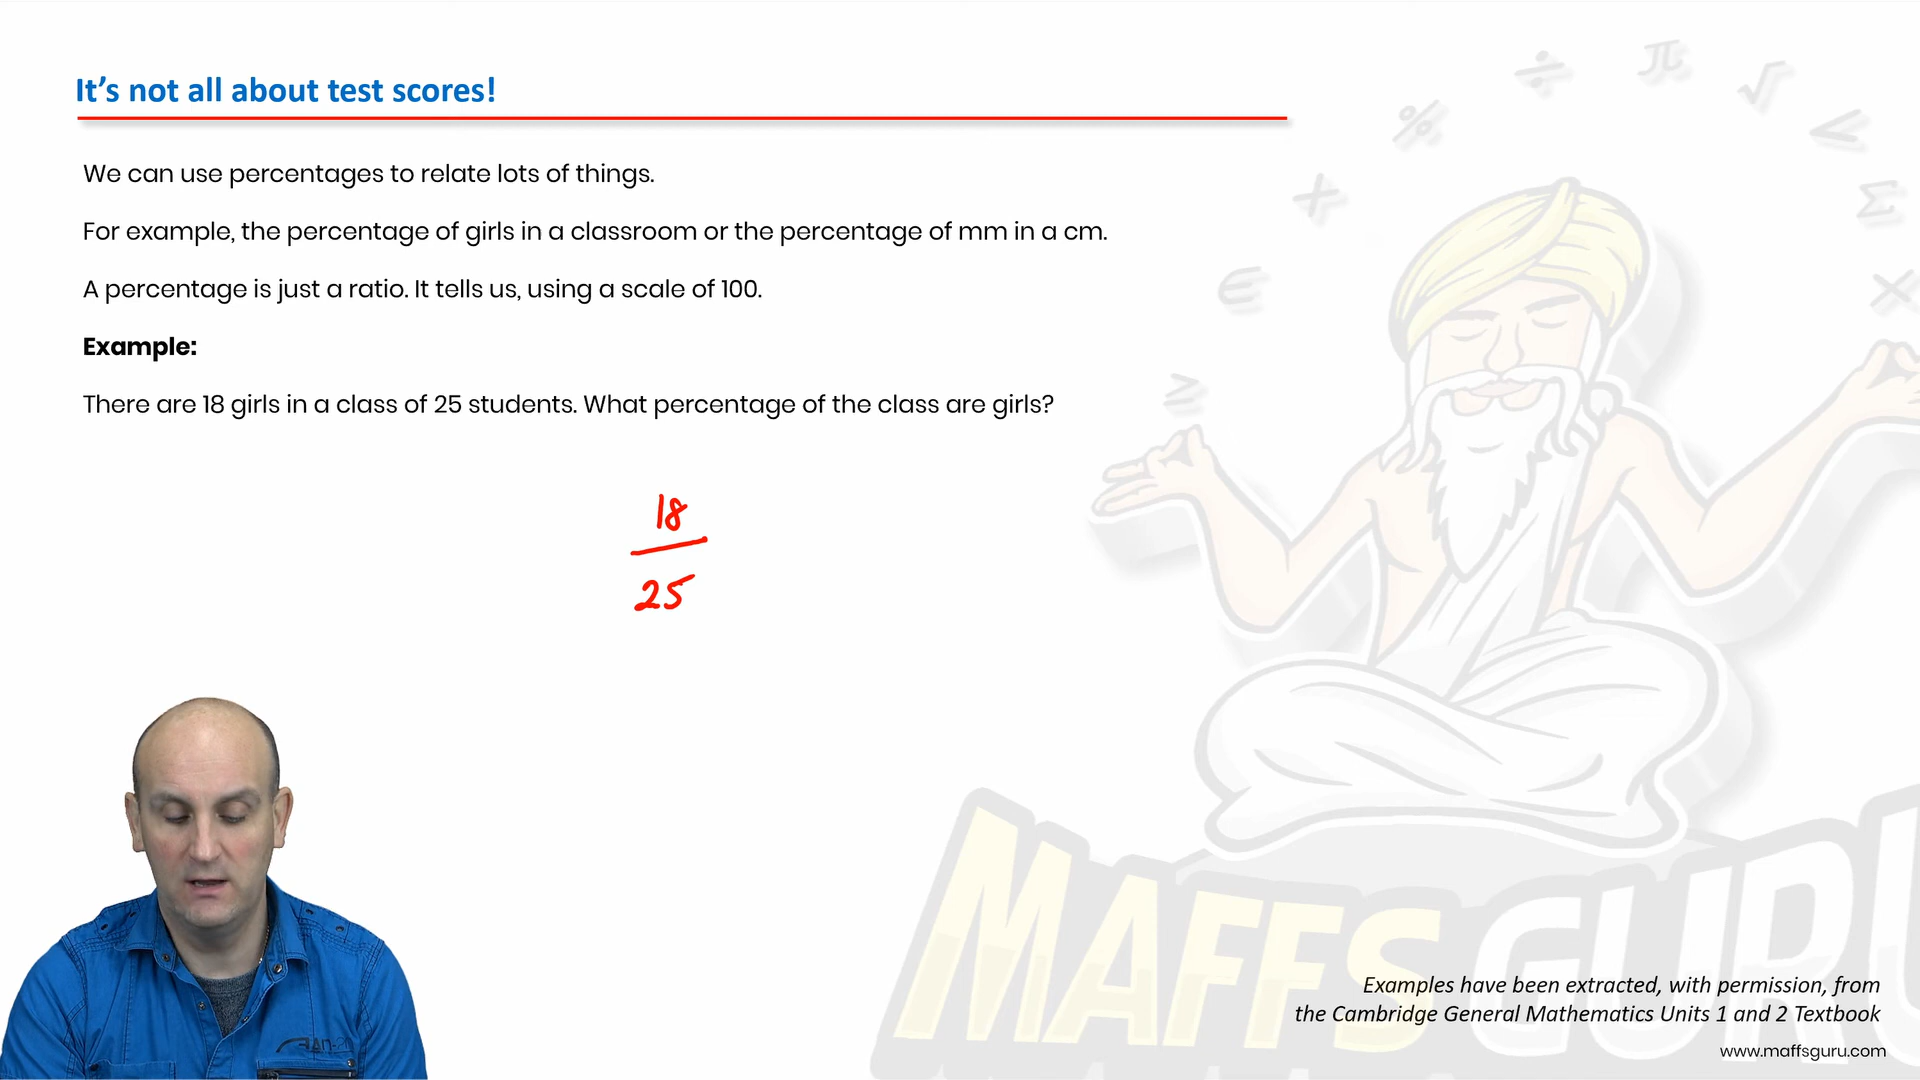 It's not all about test scores!
We can use percentages to relate lots of things.
For example, the percentage of girls in a classroom or the percentage of mm in a cm.
A percentage is just a ratio. It tells us, using a scale of 100.
Example:
There are 18 girls in a class of 25 students. What percentage of the class are girls?
18
25
MAFFS GURU
Examples have been extracted, with permission, from
the Cambridge General Mathematics Units 1 and 2 Textbook
www.maffsguru.com